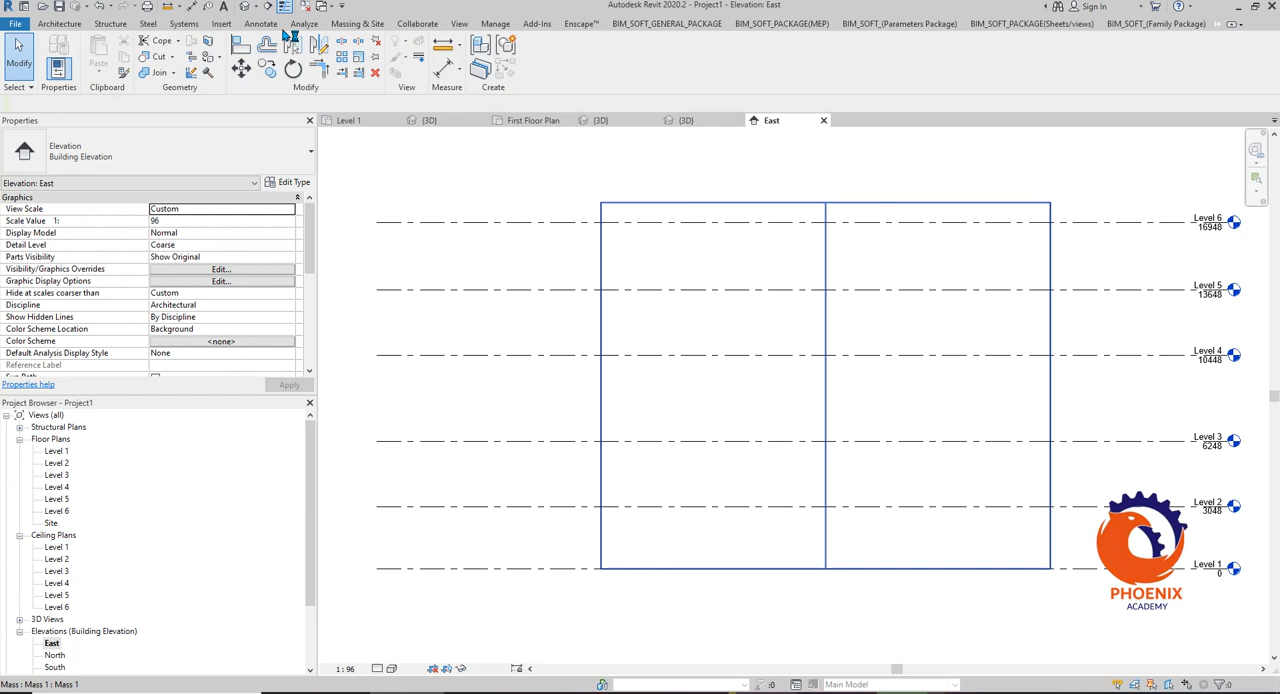 Autodesk Revit 2020.2 - Project1 - Elevation: East
Sign In
File Architecture Structure Steel Systems Insert Annotate Analyze Massing & Site Collaborate View Manage Add-Ins Enscape™ BIM_SOFT_GENERAL_PACKAGE BIM_SOFT_PACKAGE(MEP) BIM_SOFT_(Parameters Package) BIM_SOFT_PACKAGE(Sheets/views) BIM_SOFT_(Family Package)
Modify
Paste
Cope
Cut
Join
Select Properties Clipboard Geometry Modify View Measure Create
Properties
Level 1 {3D} First Floor Plan {3D} {3D} East
Elevation
Building Elevation
Elevation: East Edit Type
Graphics
View Scale Custom
Scale Value 1: 96
Display Model Normal
Detail Level Coarse
Parts Visibility Show Original
Visibility/Graphics Overrides Edit...
Graphic Display Options Edit...
Hide at scales coarser than Custom
Discipline Architectural
Show Hidden Lines By Discipline
Color Scheme Location Background
Color Scheme <none>
Default Analysis Display Style None
Reference Label
Properties help Apply
Project Browser - Project1
Views (all)
Structural Plans
Floor Plans
Level 1
Level 2
Level 3
Level 4
Level 5
Level 6
Site
Ceiling Plans
Level 1
Level 2
Level 3
Level 4
Level 5
Level 6
3D Views
Elevations (Building Elevation)
East
North
South
Level 6
16948
Level 5
13648
Level 4
10448
Level 3
6248
Level 2
3048
Level 1
0
PHOENIX
ACADEMY
1 : 96
Mass : Mass 1 : Mass 1
:0 Main Model :0